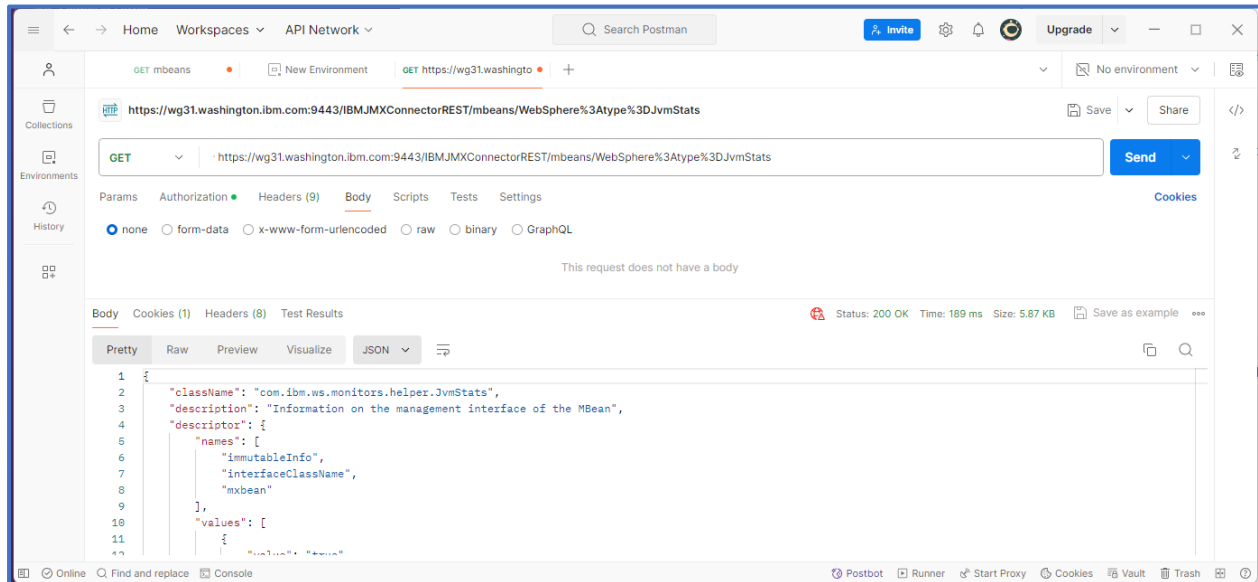 Home Workspaces API Network Search Postman Invite Upgrade
GET mbeans New Environment GET https://wg31.washingto No environment
Collections
Environments
History
HTTP https://wg31.washington.ibm.com:9443/IBMJMXConnectorREST/mbeans/WebSphere%3Atype%3DJvmStats Save Share
GET https://wg31.washington.ibm.com:9443/IBMJMXConnectorREST/mbeans/WebSphere%3Atype%3DJvmStats Send
Params Authorization Headers (9) Body Scripts Tests Settings Cookies
none form-data x-www-form-urlencoded raw binary GraphQL
This request does not have a body
Body Cookies (1) Headers (8) Test Results Status: 200 OK Time: 189 ms Size: 5.87 KB Save as example
Pretty Raw Preview Visualize JSON
1 {
2 "className": "com.ibm.ws.monitors.helper.JvmStats",
3 "description": "Information on the management interface of the MBean",
4 "descriptor": {
5 "names": [
6 "immutableInfo",
7 "interfaceClassName",
8 "mxbean"
9 ],
10 "values": [
11 {
12 "value": "true"
Online Find and replace Console Postbot Runner Start Proxy Cookies Vault Trash